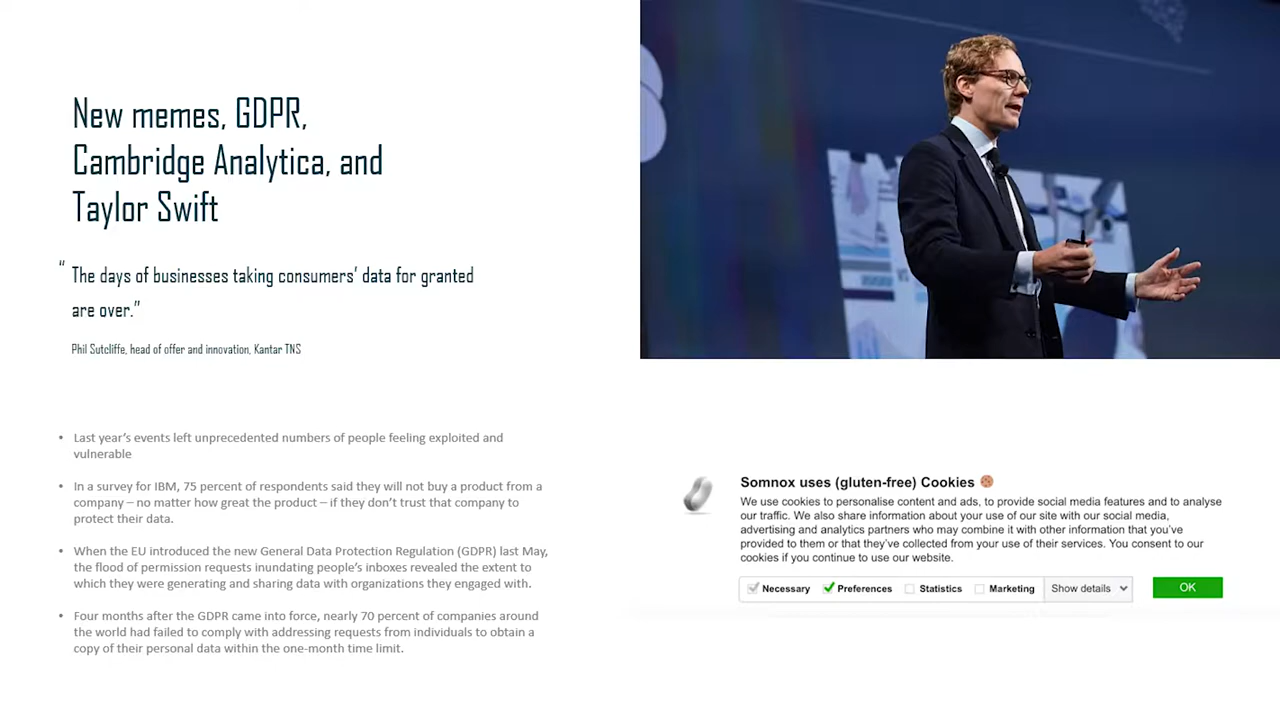 New memes, GDPR,
Cambridge Analytica, and
Taylor Swift
“ The days of businesses taking consumers’ data for granted
are over.”
Phil Sutcliffe, head of offer and innovation, Kantar TNS
• Last year’s events left unprecedented numbers of people feeling exploited and
vulnerable
• In a survey for IBM, 75 percent of respondents said they will not buy a product from a
company – no matter how great the product – if they don’t trust that company to
protect their data.
• When the EU introduced the new General Data Protection Regulation (GDPR) last May,
the flood of permission requests inundating people’s inboxes revealed the extent to
which they were generating and sharing data with organizations they engaged with.
• Four months after the GDPR came into force, nearly 70 percent of companies around
the world had failed to comply with addressing requests from individuals to obtain a
copy of their personal data within the one-month time limit.
Somnox uses (gluten-free) Cookies 🍪
We use cookies to personalise content and ads, to provide social media features and to analyse
our traffic. We also share information about your use of our site with our social media,
advertising and analytics partners who may combine it with other information that you’ve
provided to them or that they’ve collected from your use of their services. You consent to our
cookies if you continue to use our website.
Necessary Preferences Statistics Marketing Show details OK